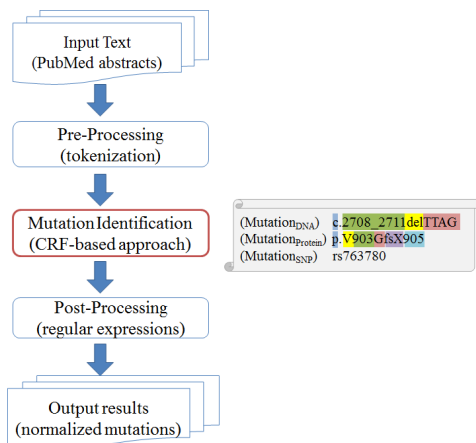 Input Text
(PubMed abstracts)
Pre-Processing
(tokenization)
Mutation Identification
(CRF-based approach)
(MutationDNA) c.2708_2711delTTAG
(MutationProtein) p.V903GfsX905
(MutationSNP) rs763780
Post-Processing
(regular expressions)
Output results
(normalized mutations)